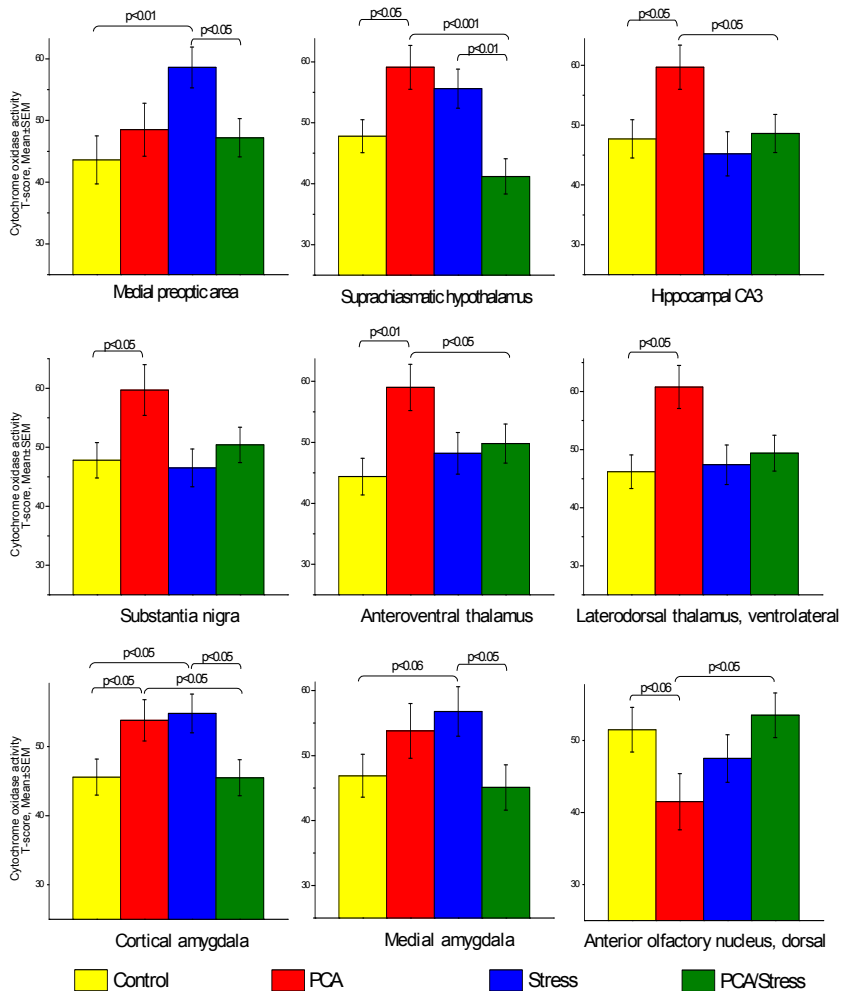 p<0.01
p<0.05
60
50
40
30
Cytochrome oxidase activity
T-score, Mean±SEM
Medial preoptic area
p<0.05
p<0.001
p<0.01
60
50
40
30
Suprachiasmatic hypothalamus
p<0.05
p<0.05
60
50
40
30
Hippocampal CA3
p<0.05
60
50
40
30
Cytochrome oxidase activity
T-score, Mean±SEM
Substantia nigra
p<0.01
p<0.05
60
50
40
30
Anteroventral thalamus
p<0.05
60
50
40
30
Laterodorsal thalamus, ventrolateral
p<0.05
p<0.05
p<0.05
p<0.05
50
40
30
Cytochrome oxidase activity
T-score, Mean±SEM
Cortical amygdala
p<0.06
p<0.05
60
50
40
30
Medial amygdala
p<0.05
p<0.06
50
40
30
Anterior olfactory nucleus, dorsal
Control
PCA
Stress
PCA/Stress